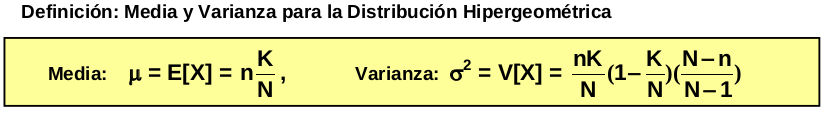 Definición: Media y Varianza para la Distribución Hipergeométrica
Media: μ = E[X] = n K/N , Varianza: σ² = V[X] = nK/N (1– K/N)(N–n/N–1)